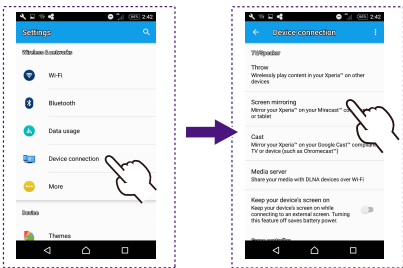 66% 2:42
Settings
Wireless & networks
Wi-Fi
Bluetooth
Data usage
Device connection
More
Device
Themes
66% 2:42
Device connection
TV/Speaker
Throw
Wirelessly play content in your Xperia™ on other
devices
Screen mirroring
Mirror your Xperia™ on your Miracast™
or tablet
Cast
Mirror your Xperia™ on your Google Cast™
TV or device (such as Chromecast™)
Media server
Share your media with DLNA devices over Wi-Fi
Keep your device's screen on
Keep your device's screen on while
connecting to an external screen. Turning
this feature off saves battery power.